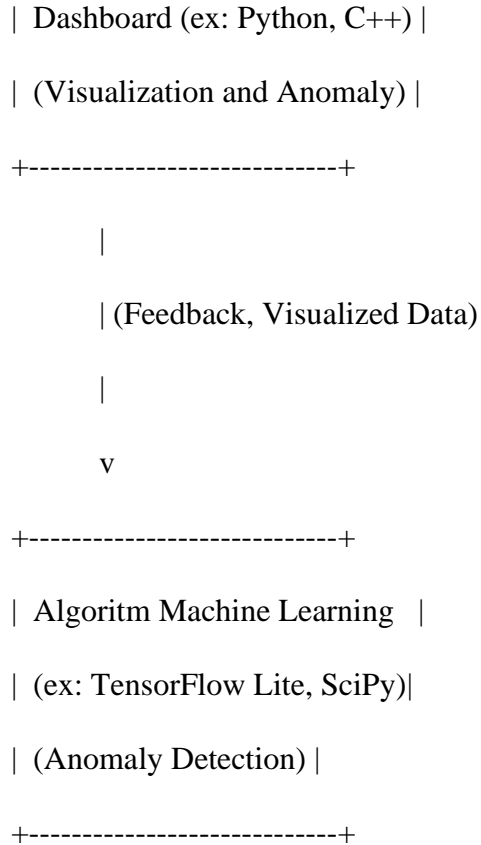 | Dashboard (ex: Python, C++) |
| (Visualization and Anomaly) |
+-----------------------------+
|
| (Feedback, Visualized Data)
|
v
+-----------------------------+
| Algoritm Machine Learning |
| (ex: TensorFlow Lite, SciPy)|
| (Anomaly Detection) |
+-----------------------------+